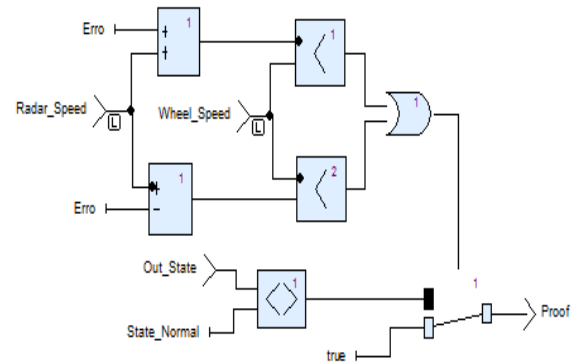 Erro
1
1
Radar_Speed
L
Wheel_Speed
L
1
1
2
Erro
Out_State
1
State_Normal
1
Proof
true